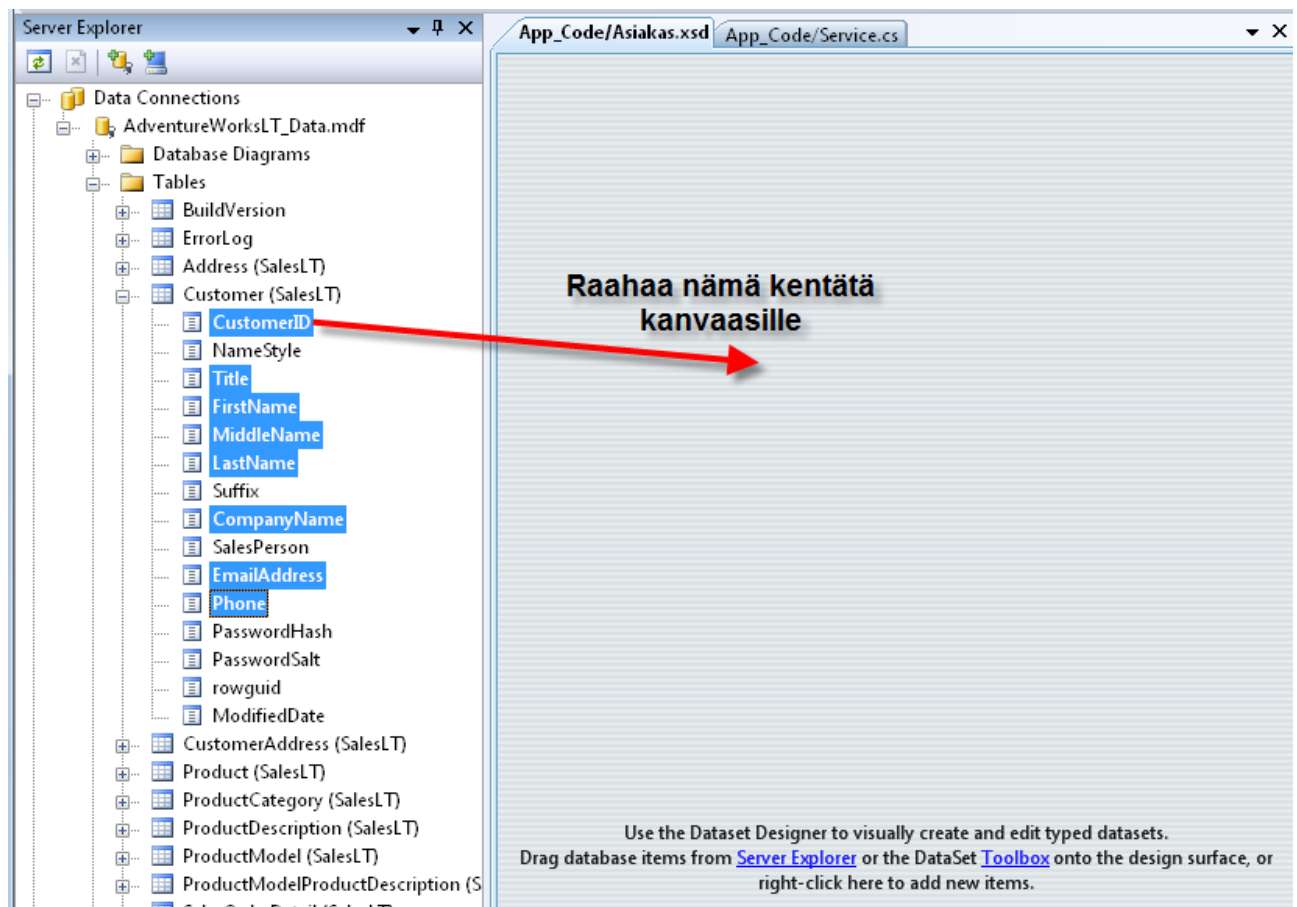 Server Explorer
Data Connections
AdventureWorksLT_Data.mdf
Database Diagrams
Tables
BuildVersion
ErrorLog
Address (SalesLT)
Customer (SalesLT)
CustomerID
NameStyle
Title
FirstName
MiddleName
LastName
Suffix
CompanyName
SalesPerson
EmailAddress
Phone
PasswordHash
PasswordSalt
rowguid
ModifiedDate
CustomerAddress (SalesLT)
Product (SalesLT)
ProductCategory (SalesLT)
ProductDescription (SalesLT)
ProductModel (SalesLT)
ProductModelProductDescription (S
App_Code/Asiakas.xsd App_Code/Service.cs
Raahaa nämä kentätä
kanvaasille
Use the Dataset Designer to visually create and edit typed datasets.
Drag database items from Server Explorer or the DataSet Toolbox onto the design surface, or
right-click here to add new items.